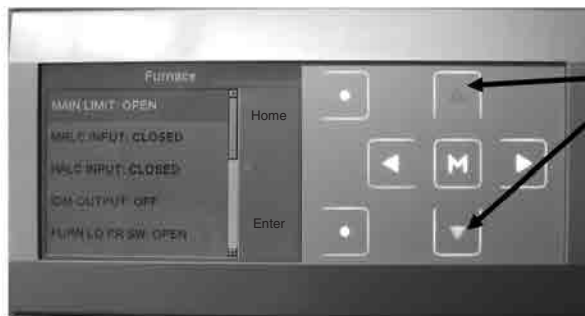 Furnace
MAIN LIMIT: OPEN
MRLC INPUT: CLOSED
HALC INPUT: CLOSED
IDM OUTPUT: OFF
FURN LO PR SW: OPEN
Home
Enter
M